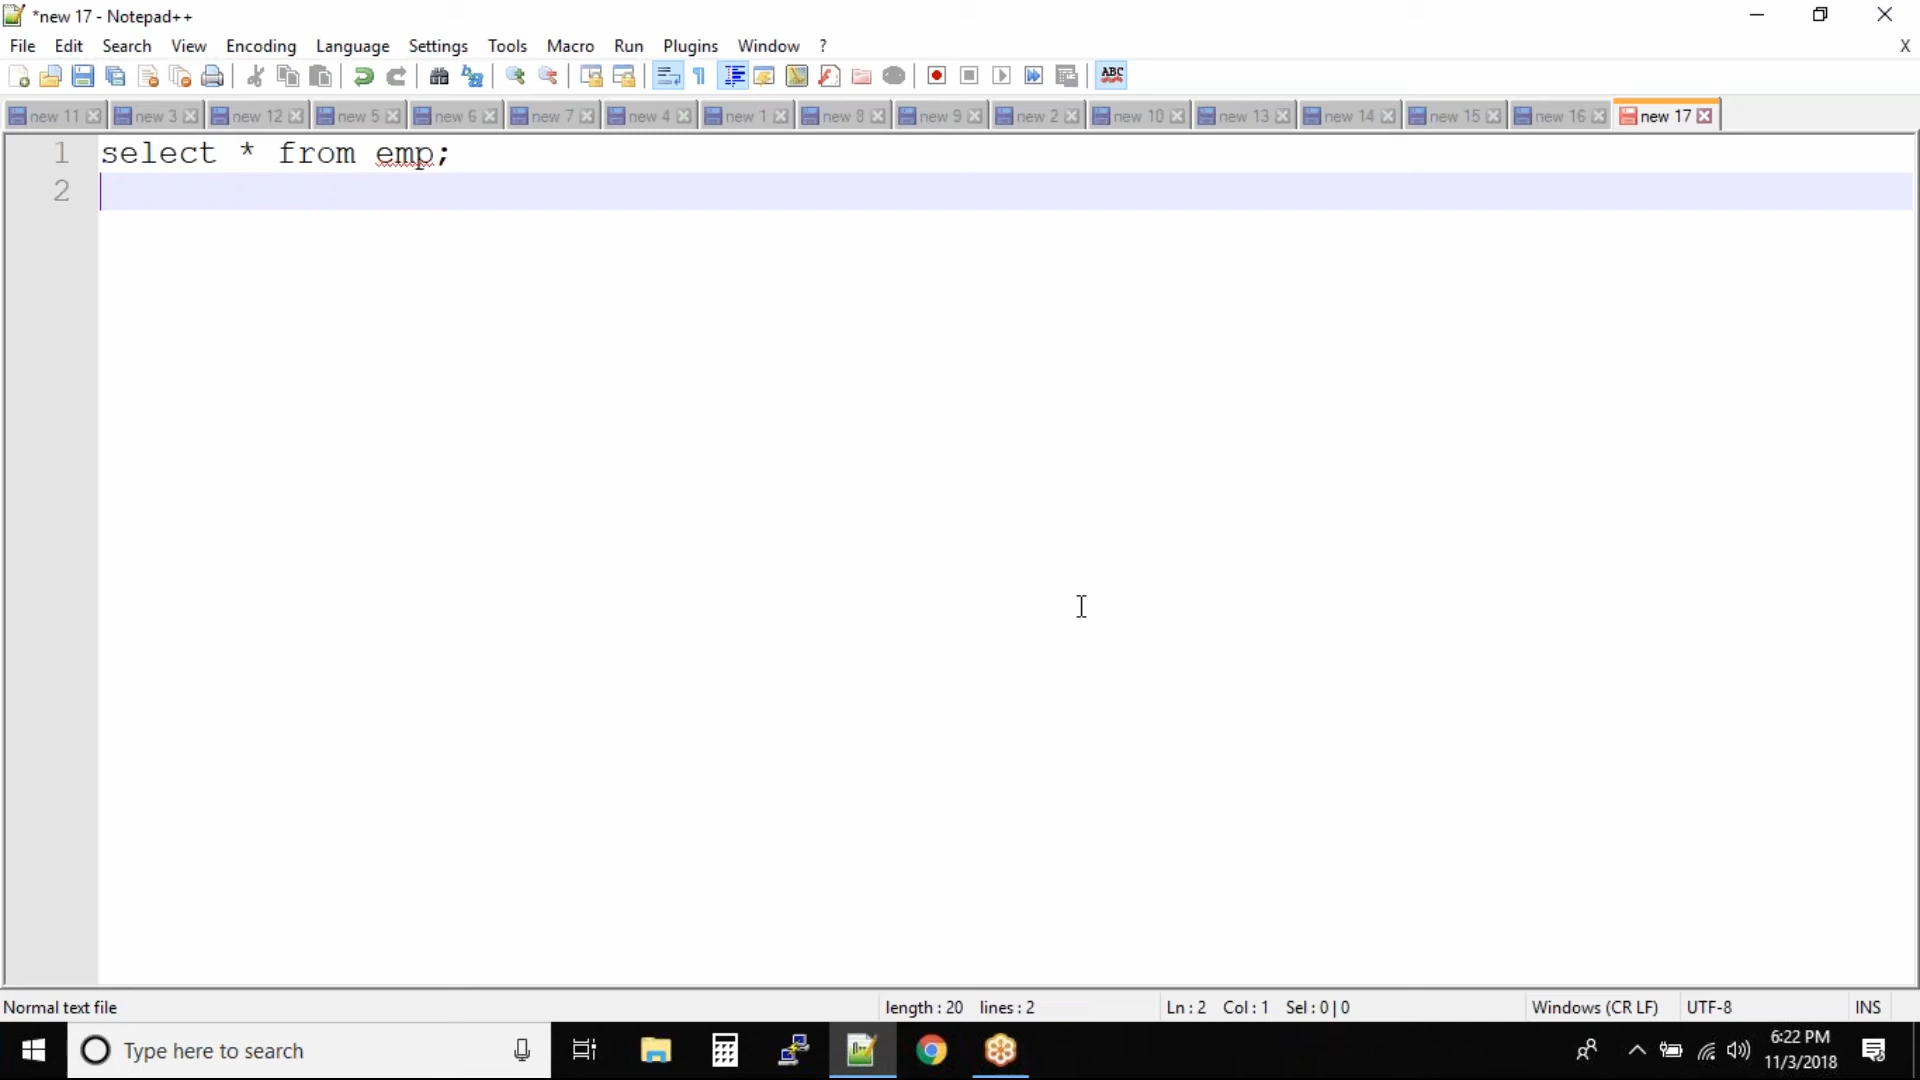 *new 17 - Notepad++
File Edit Search View Encoding Language Settings Tools Macro Run Plugins Window ? X
ABC
new 11 new 3 new 12 new 5 new 6 new 7 new 4 new 1 new 8 new 9 new 2 new 10 new 13 new 14 new 15 new 16 new 17
1 select * from emp;
2
Normal text file length : 20 lines : 2 Ln : 2 Col : 1 Sel : 0 | 0 Windows (CR LF) UTF-8 INS
Type here to search
6:22 PM
11/3/2018